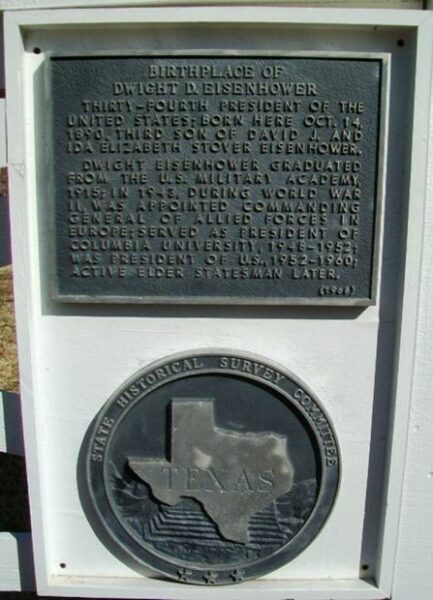 BIRTHPLACE OF
DWIGHT D. EISENHOWER
THIRTY-FOURTH PRESIDENT OF THE
UNITED STATES; BORN HERE OCT. 14,
1890, THIRD SON OF DAVID J. AND
IDA ELIZABETH STOVER EISENHOWER.
DWIGHT EISENHOWER GRADUATED
FROM THE U.S. MILITARY ACADEMY,
1915; IN 1943, DURING WORLD WAR
II, WAS APPOINTED COMMANDING
GENERAL OF ALLIED FORCES IN
EUROPE; SERVED AS PRESIDENT OF
COLUMBIA UNIVERSITY, 1948-1952;
WAS PRESIDENT OF U.S., 1952-1960;
ACTIVE ELDER STATESMAN LATER.
(1968)
STATE HISTORICAL SURVEY COMMITTEE
TEXAS